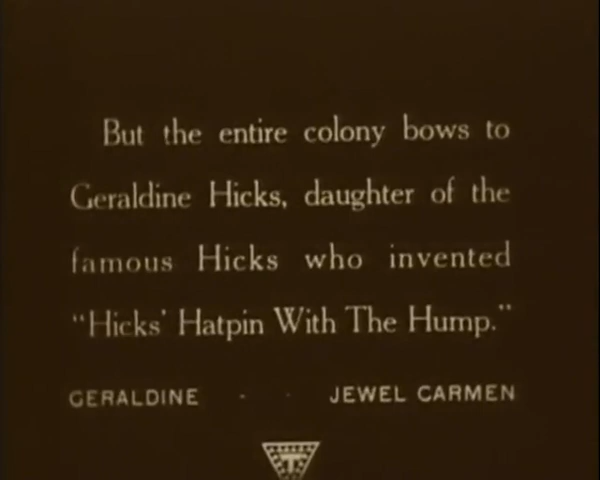 But the entire colony bows to
Geraldine Hicks, daughter of the
famous Hicks who invented
"Hicks' Hatpin With The Hump."
GERALDINE - - JEWEL CARMEN
T